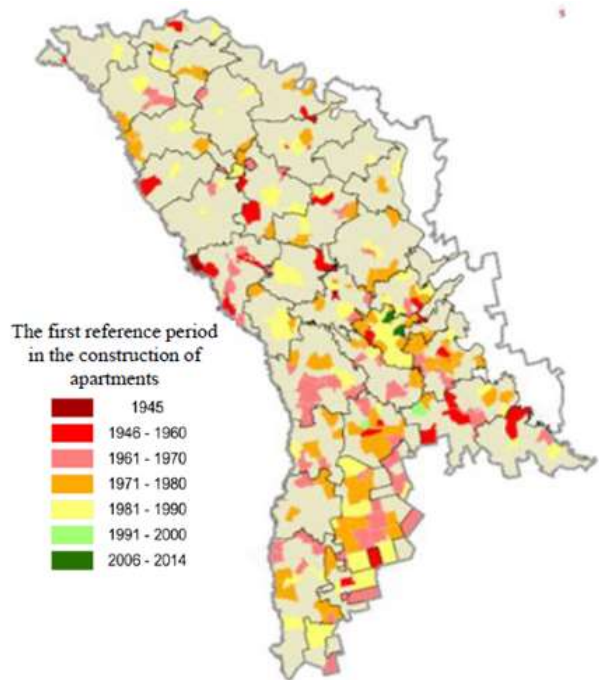 The first reference period
in the construction of
apartments
1945
1946 - 1960
1961 - 1970
1971 - 1980
1981 - 1990
1991 - 2000
2006 - 2014